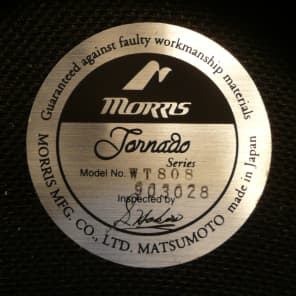 Guaranteed against faulty workmanship materials
MORRIS
Tornado
Series
Model No. WT808
903028
Inspected by
MORRIS MFG. CO., LTD. MATSUMOTO made in Japan